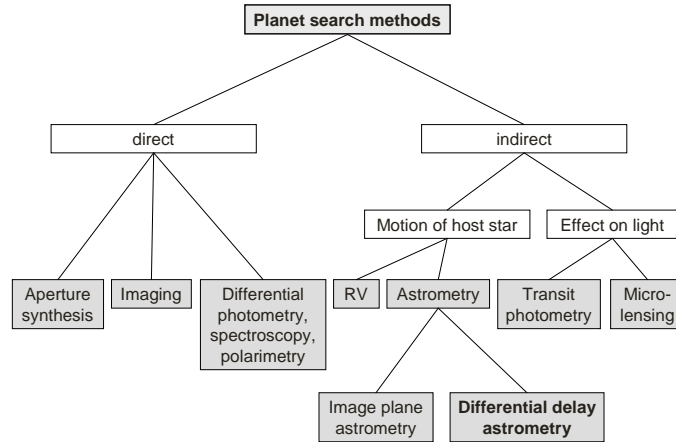 Planet search methods
direct
indirect
Motion of host star
Effect on light
Aperture
synthesis
Imaging
Differential
photometry,
spectroscopy,
polarimetry
RV
Astrometry
Transit
photometry
Micro-
lensing
Image plane
astrometry
Differential delay
astrometry